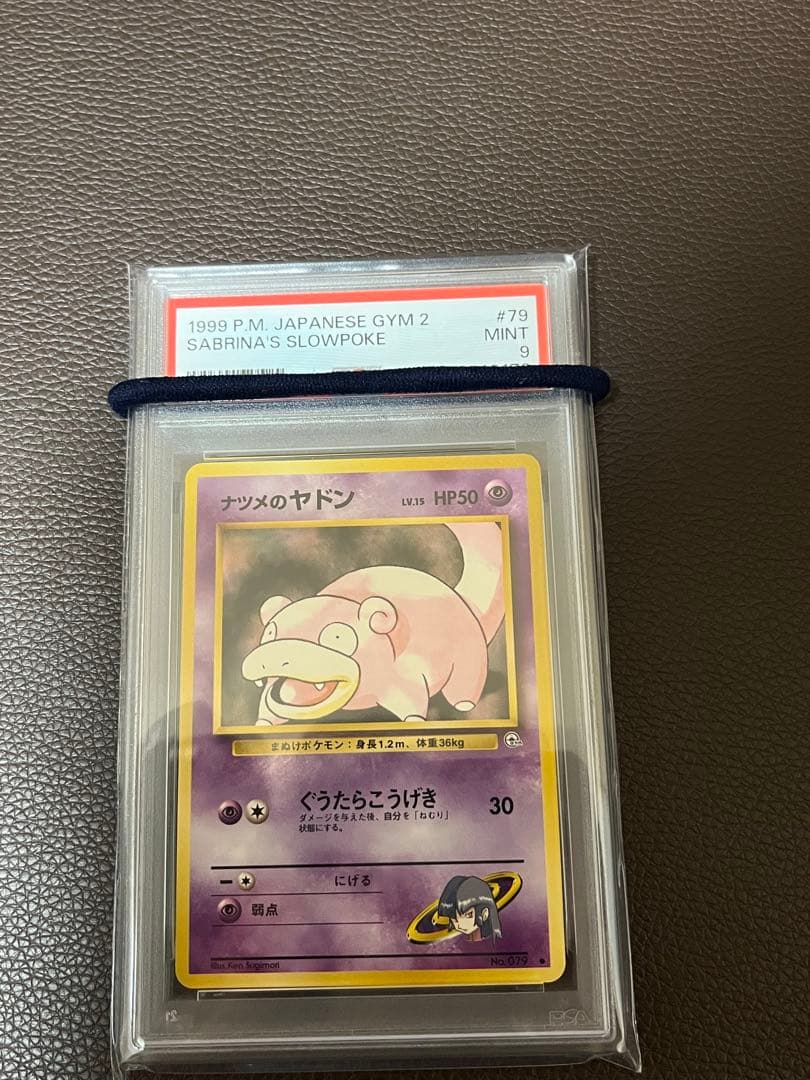 1999 P.M. JAPANESE GYM 2 #79
SABRINA'S SLOWPOKE MINT
9
ナツメのヤドン LV.15 HP50
まぬけポケモン：身長1.2m、体重36kg
ぐうたらこうげき 30
ダメージを与えた後、自分を「ねむり」
状態にする。
にげる
弱点
Illus. Ken Sugimori No. 079
PSA